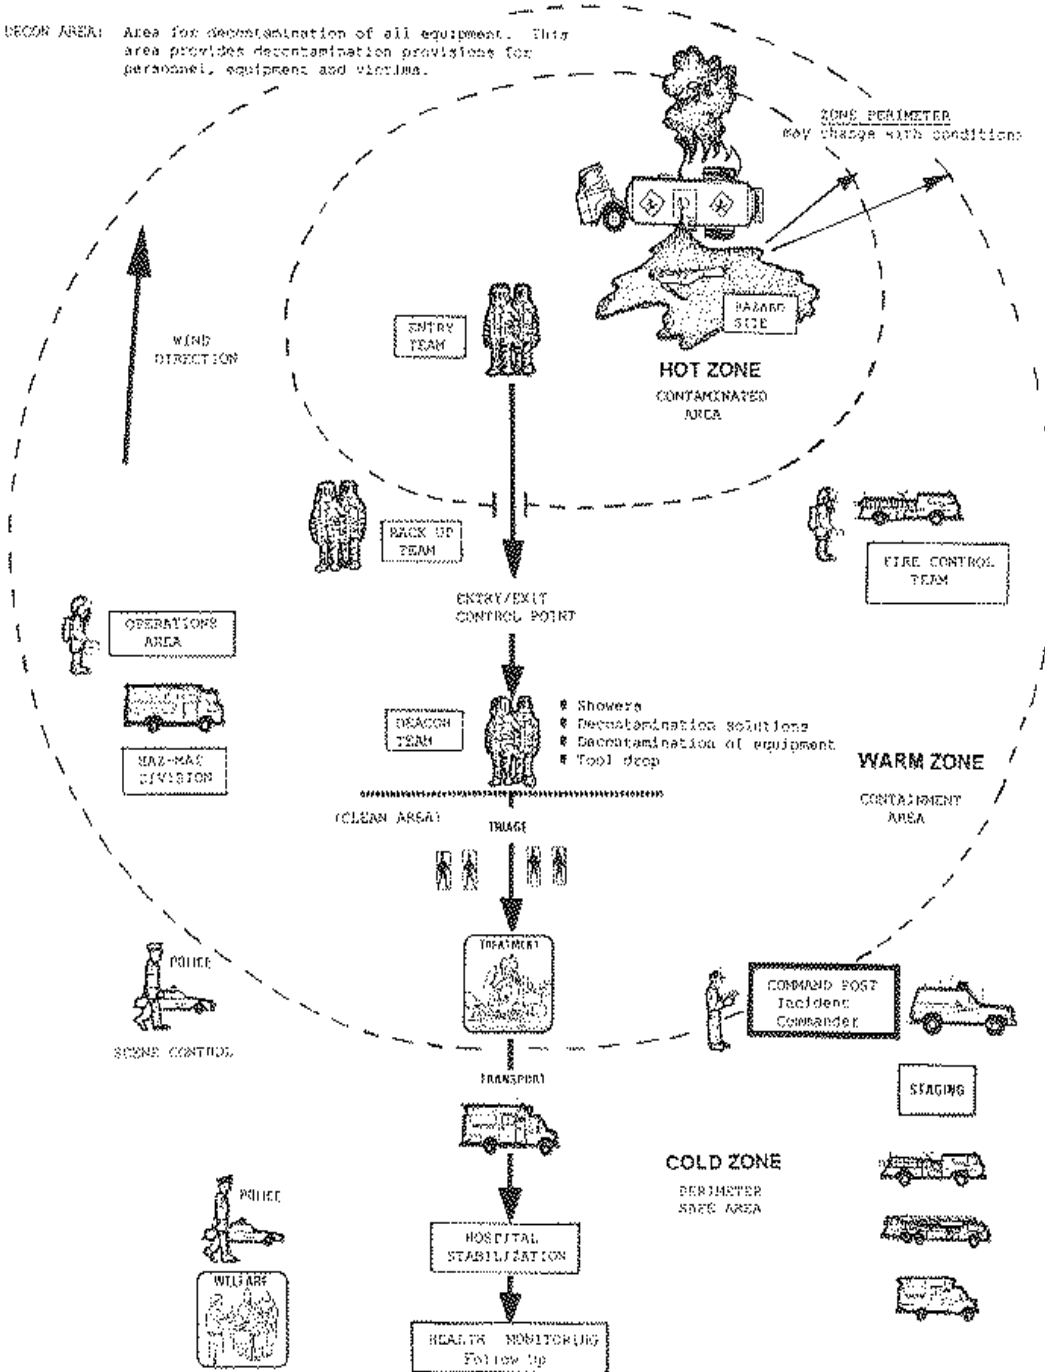 DECON AREA: Area for decontamination of all equipment. This
area provides decontamination provisions for
personnel, equipment and victims.
ZONE PERIMETER
may change with conditions
WIND
DIRECTION
ENTRY
TEAM
HAZARD
SITE
HOT ZONE
CONTAMINATED
AREA
BACK UP
TEAM
FIRE CONTROL
TEAM
ENTRY/EXIT
CONTROL POINT
OPERATIONS
AREA
HAZ-MAT
DIVISION
DEACON
TEAM
Showers
Decontamination solutions
Decontamination of equipment
Tool drop
WARM ZONE
CONTAINMENT
AREA
(CLEAN AREA)
TRIAGE
TREATMENT
POLICE
SCENE CONTROL
COMMAND POST
Incident
Commander
STAGING
TRANSPORT
COLD ZONE
PERIMETER
SAFE AREA
POLICE
WELFARE
HOSPITAL
STABILIZATION
HEALTH MONITORING
Follow Up